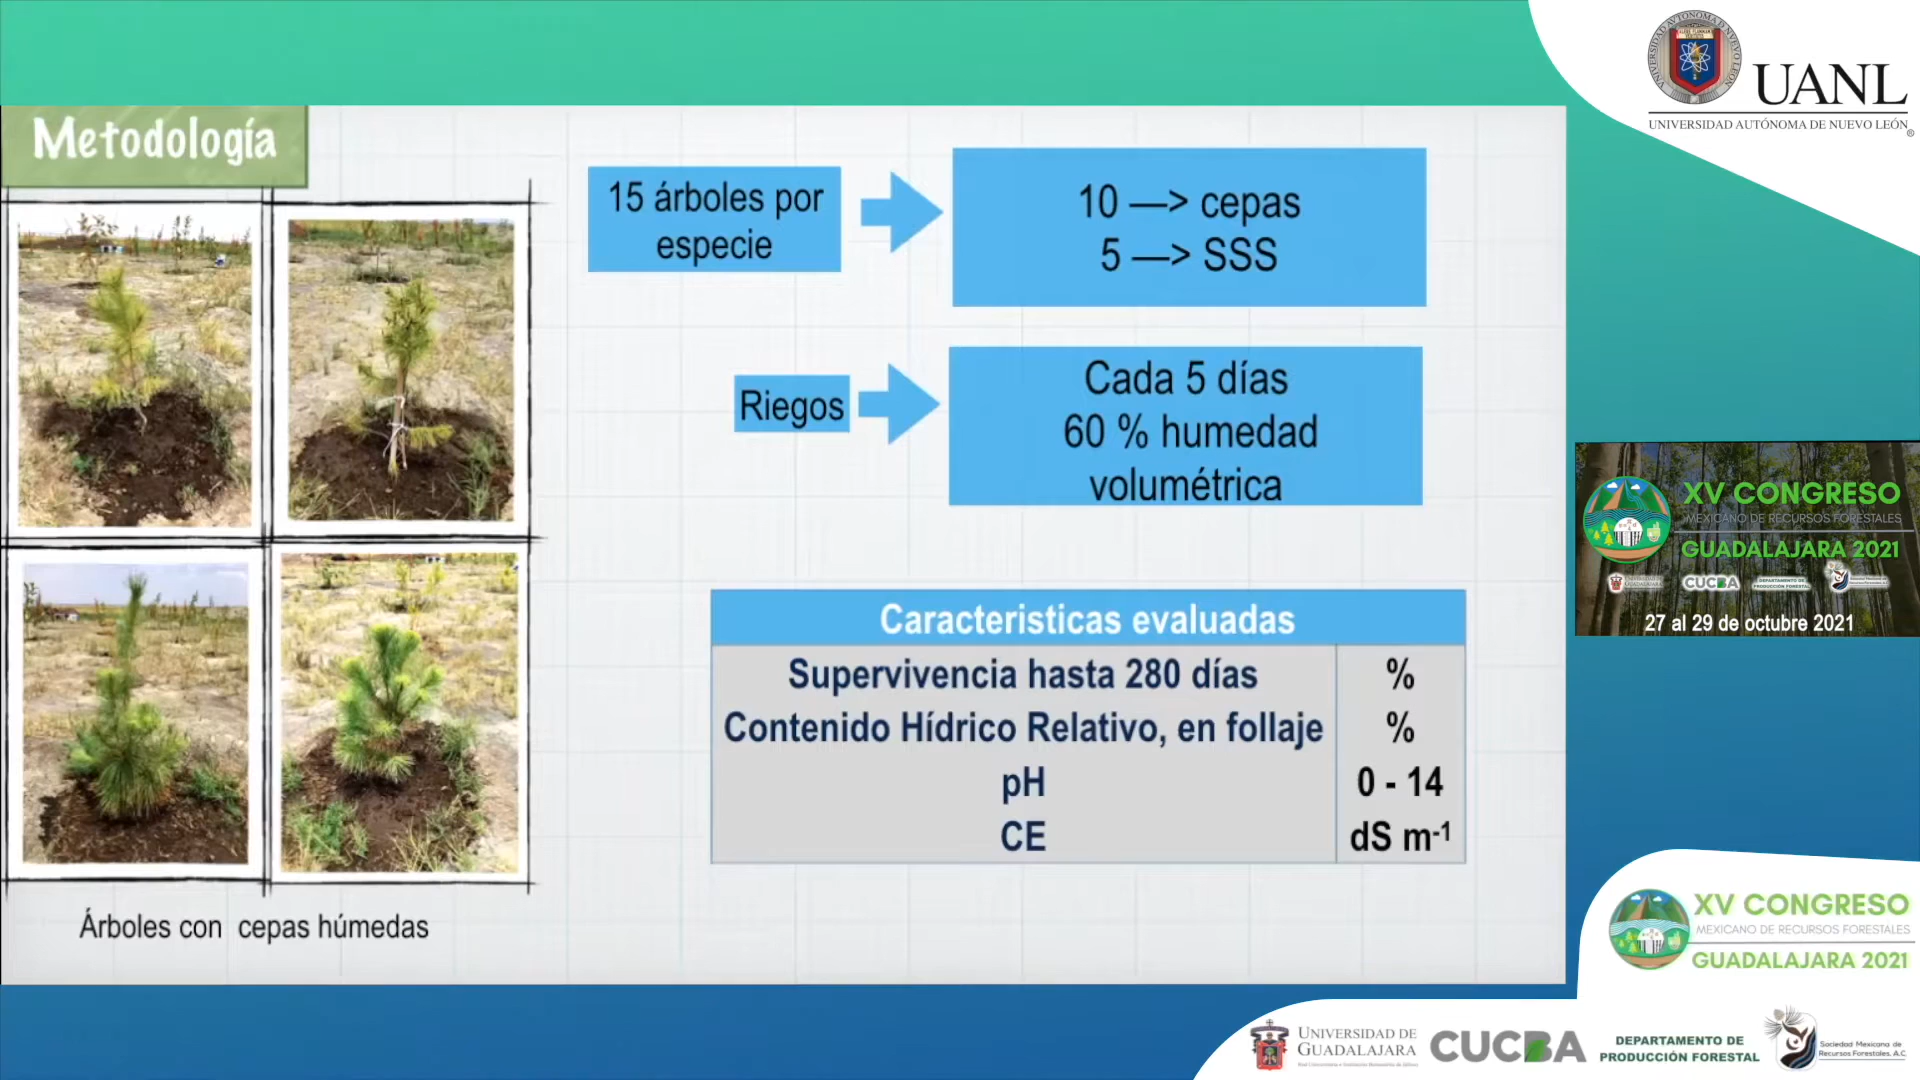 UANL
UNIVERSIDAD AUTÓNOMA DE NUEVO LEÓN
Metodología
15 árboles por
especie
10 —> cepas
5 —> SSS
Riegos
Cada 5 días
60 % humedad
volumétrica
Caracteristicas evaluadas
Supervivencia hasta 280 días %
Contenido Hídrico Relativo, en follaje %
pH 0 - 14
CE dS m-1
Árboles con cepas húmedas
XV CONGRESO
MEXICANO DE RECURSOS FORESTALES
GUADALAJARA 2021
CUCBA
DEPARTAMENTO DE
PRODUCCIÓN FORESTAL
27 al 29 de octubre 2021
XV CONGRESO
MEXICANO DE RECURSOS FORESTALES
GUADALAJARA 2021
UNIVERSIDAD DE
GUADALAJARA
CUCBA
DEPARTAMENTO DE
PRODUCCIÓN FORESTAL
Sociedad Mexicana de
Recursos Forestales, A.C.